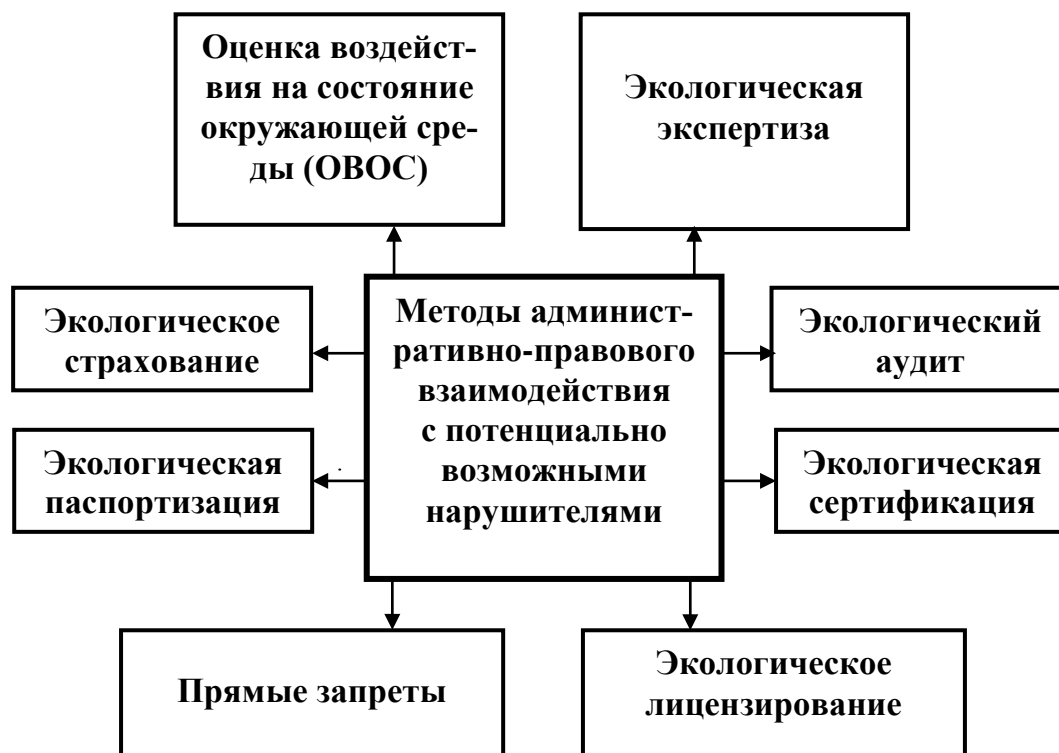 Оценка воздейст-
вия на состояние
окружающей сре-
ды (ОВОС)
Экологическая
экспертиза
Экологическое
страхование
Методы админист-
ративно-правового
взаимодействия
с потенциально
возможными
нарушителями
Экологический
аудит
Экологическая
паспортизация
Экологическая
сертификация
Прямые запреты
Экологическое
лицензирование